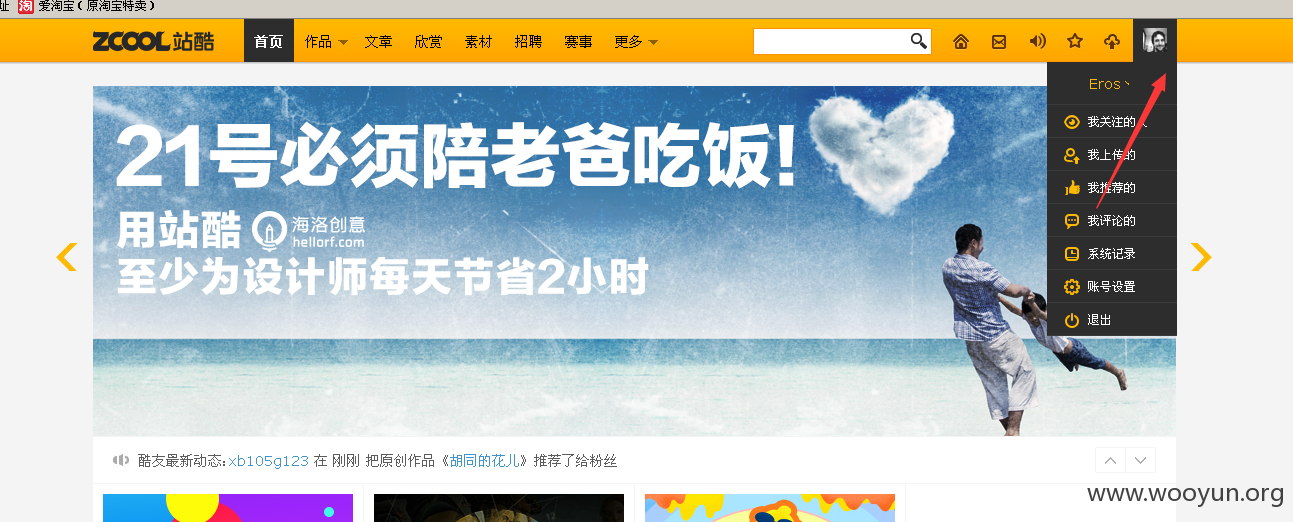 址 淘 爱淘宝（原淘宝特卖）
ZCOOL站酷 首页 作品 文章 欣赏 素材 招聘 赛事 更多
Eros丶
我关注的人
我上传的
我推荐的
我评论的
系统记录
账号设置
退出
21号必须陪老爸吃饭!
用站酷 海洛创意
hellorf.com
至少为设计师每天节省2小时
酷友最新动态：xb105g123 在 刚刚 把原创作品《胡同的花儿》推荐了给粉丝
www.wooyun.org